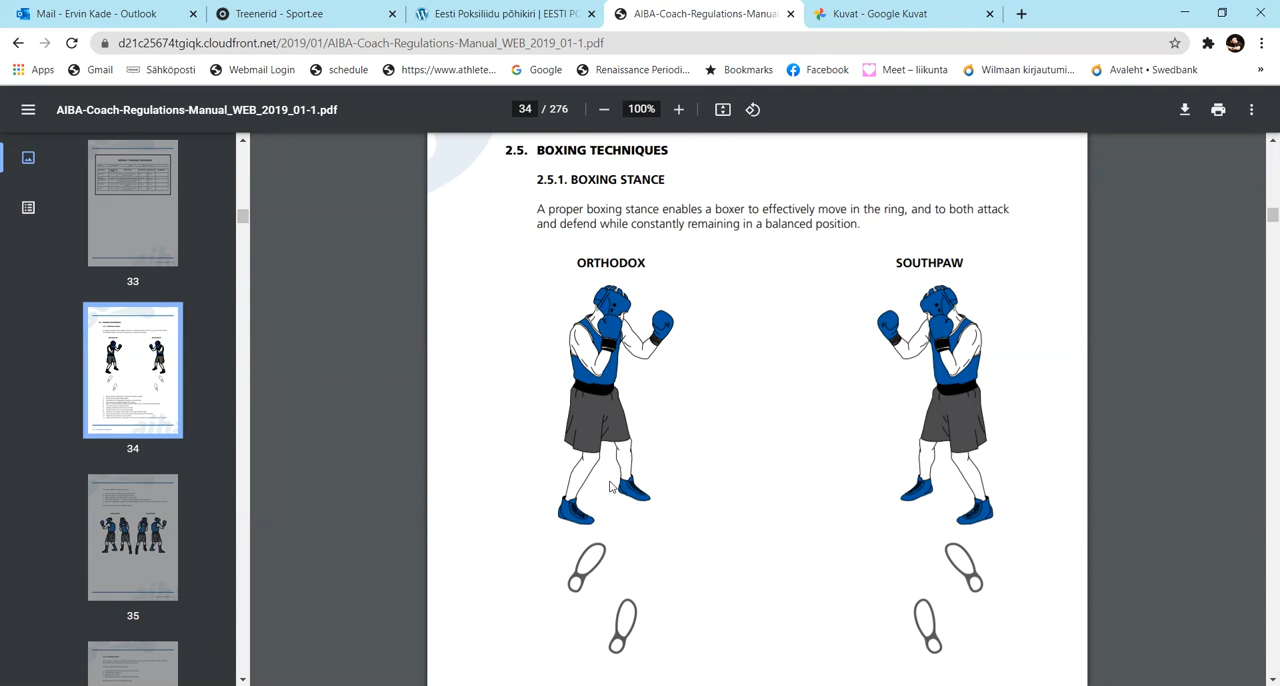 Mail - Ervin Kade - Outlook
Treenerid - Sport.ee
Eesti Poksiliidu põhikiri | EESTI PO
AIBA-Coach-Regulations-Manual
Kuvat - Google Kuvat
d21c25674tgiqk.cloudfront.net/2019/01/AIBA-Coach-Regulations-Manual_WEB_2019_01-1.pdf
Apps
Gmail
Sähköposti
Webmail Login
schedule
https://www.athlete...
Google
Renaissance Periodi...
Bookmarks
Facebook
Meet – liikunta
Wilmaan kirjautumi...
Avaleht • Swedbank
»
AIBA-Coach-Regulations-Manual_WEB_2019_01-1.pdf
34 / 276
100%
33
34
35
2.5. BOXING TECHNIQUES
2.5.1. BOXING STANCE
A proper boxing stance enables a boxer to effectively move in the ring, and to both attack
and defend while constantly remaining in a balanced position.
ORTHODOX
SOUTHPAW